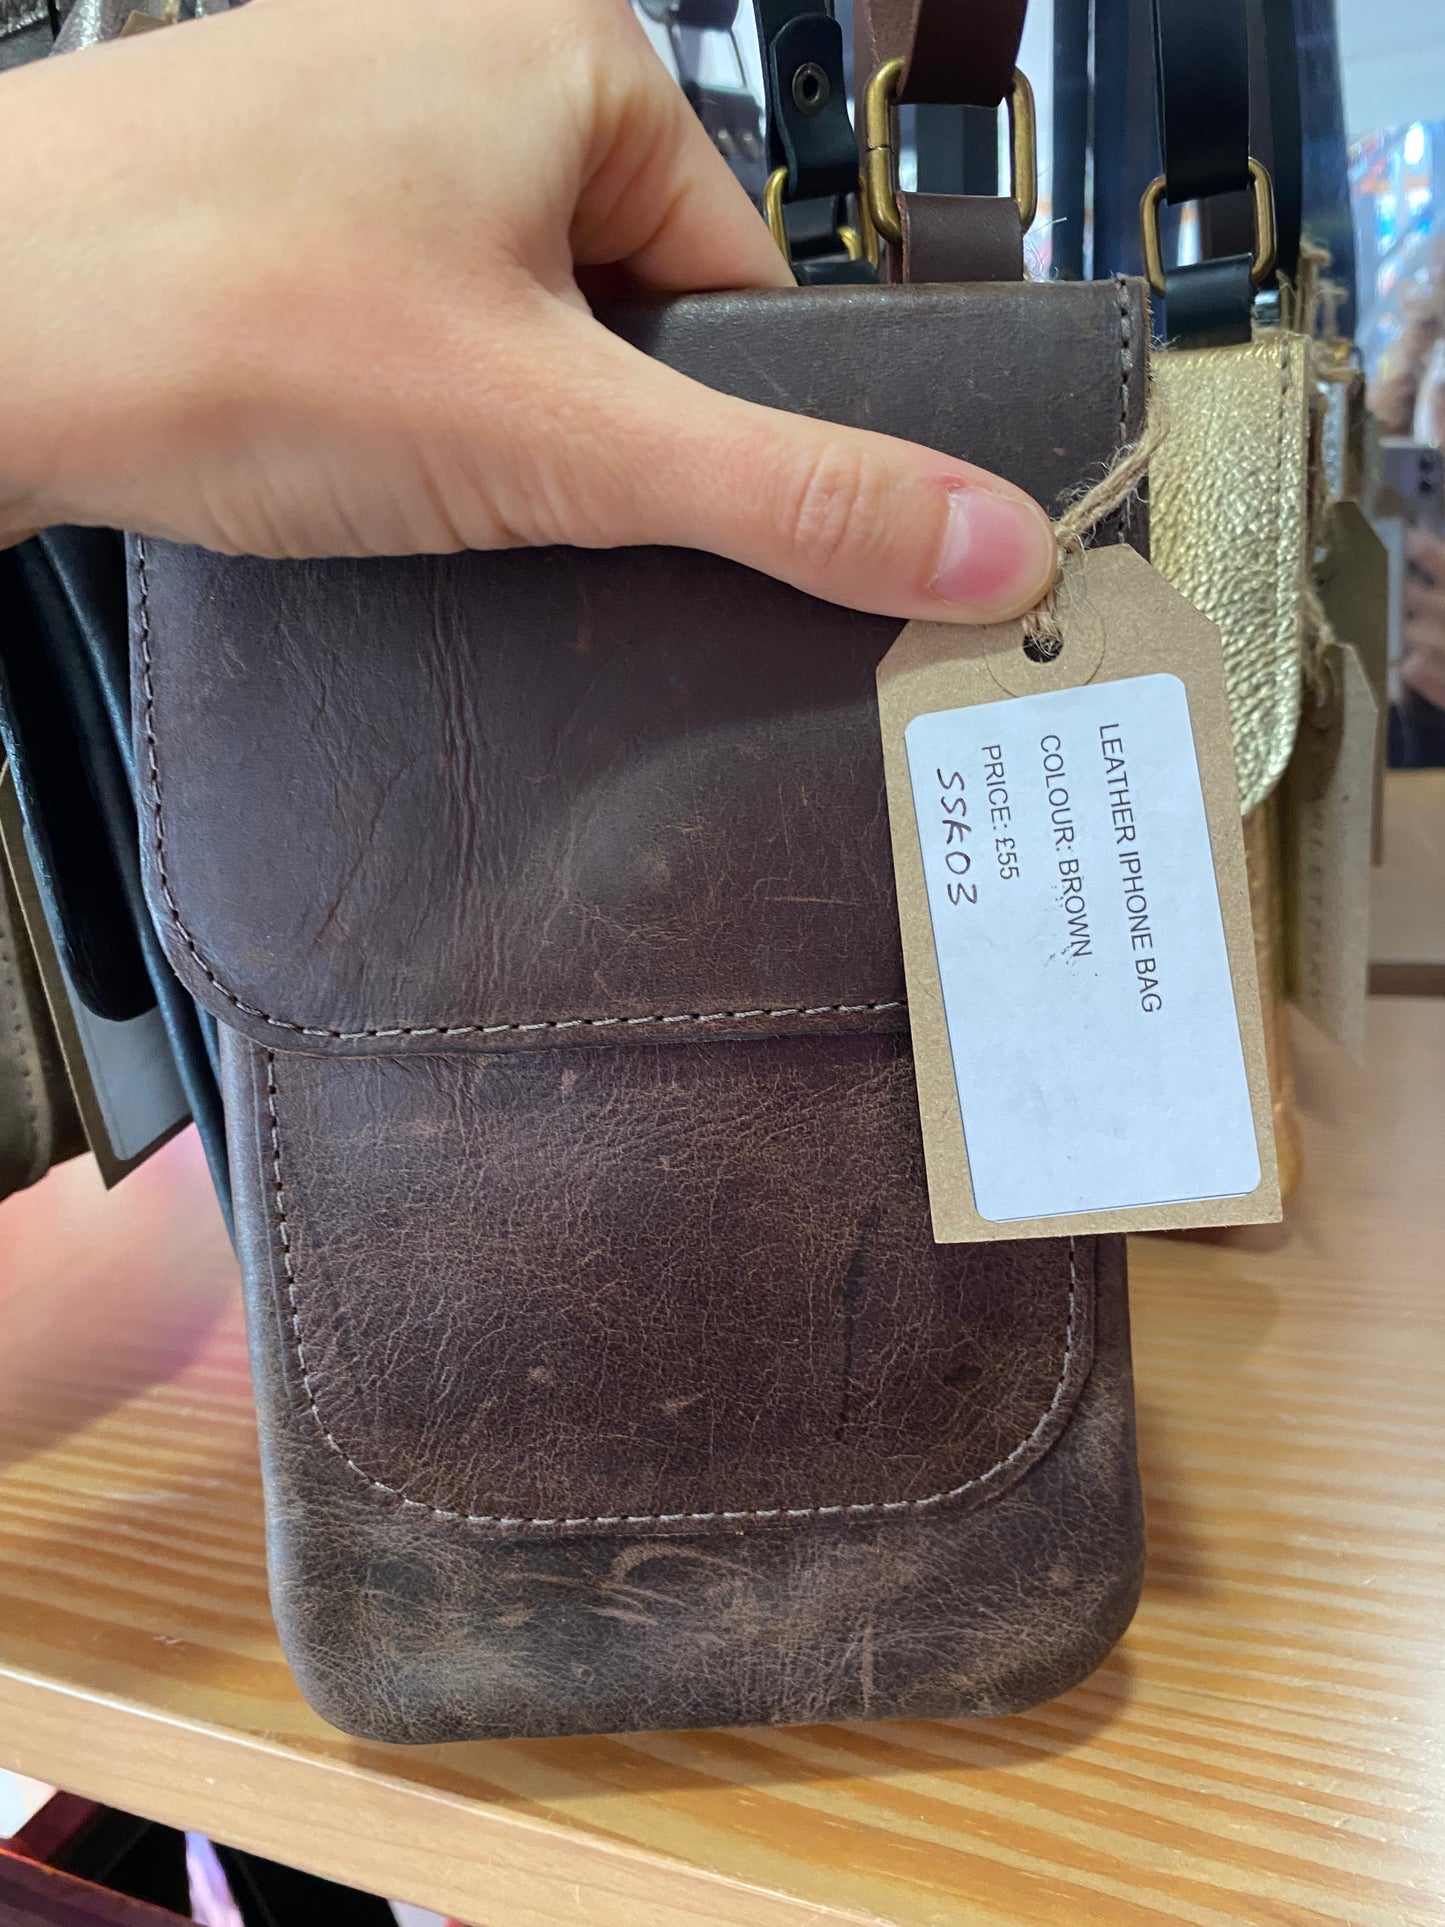 LEATHER IPHONE BAG
COLOUR: BROWN
PRICE: £55
SSK03